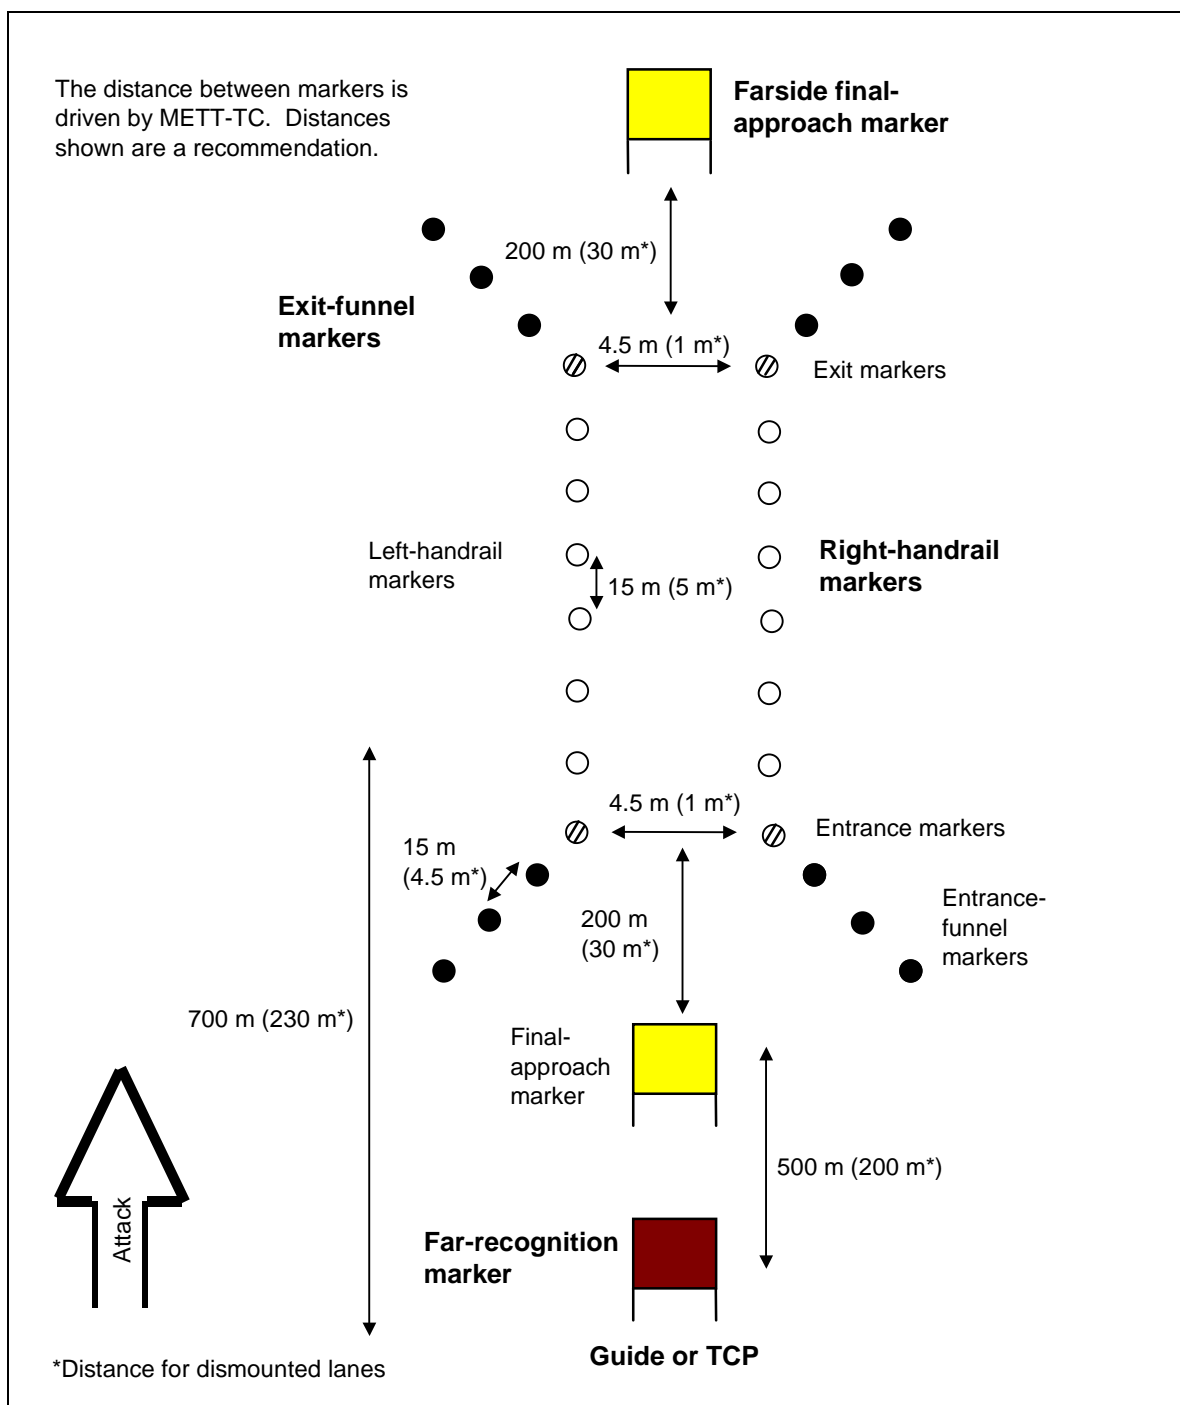 The distance between markers is
driven by METT-TC.  Distances
shown are a recommendation.
Farside final-
approach marker
200 m (30 m*)
Exit-funnel
markers
4.5 m (1 m*)
Exit markers
Left-handrail
markers
Right-handrail
markers
15 m (5 m*)
4.5 m (1 m*)
Entrance markers
15 m
(4.5 m*)
200 m
(30 m*)
Entrance-
funnel
markers
700 m (230 m*)
Final-
approach
marker
500 m (200 m*)
Attack
Far-recognition
marker
Guide or TCP
*Distance for dismounted lanes